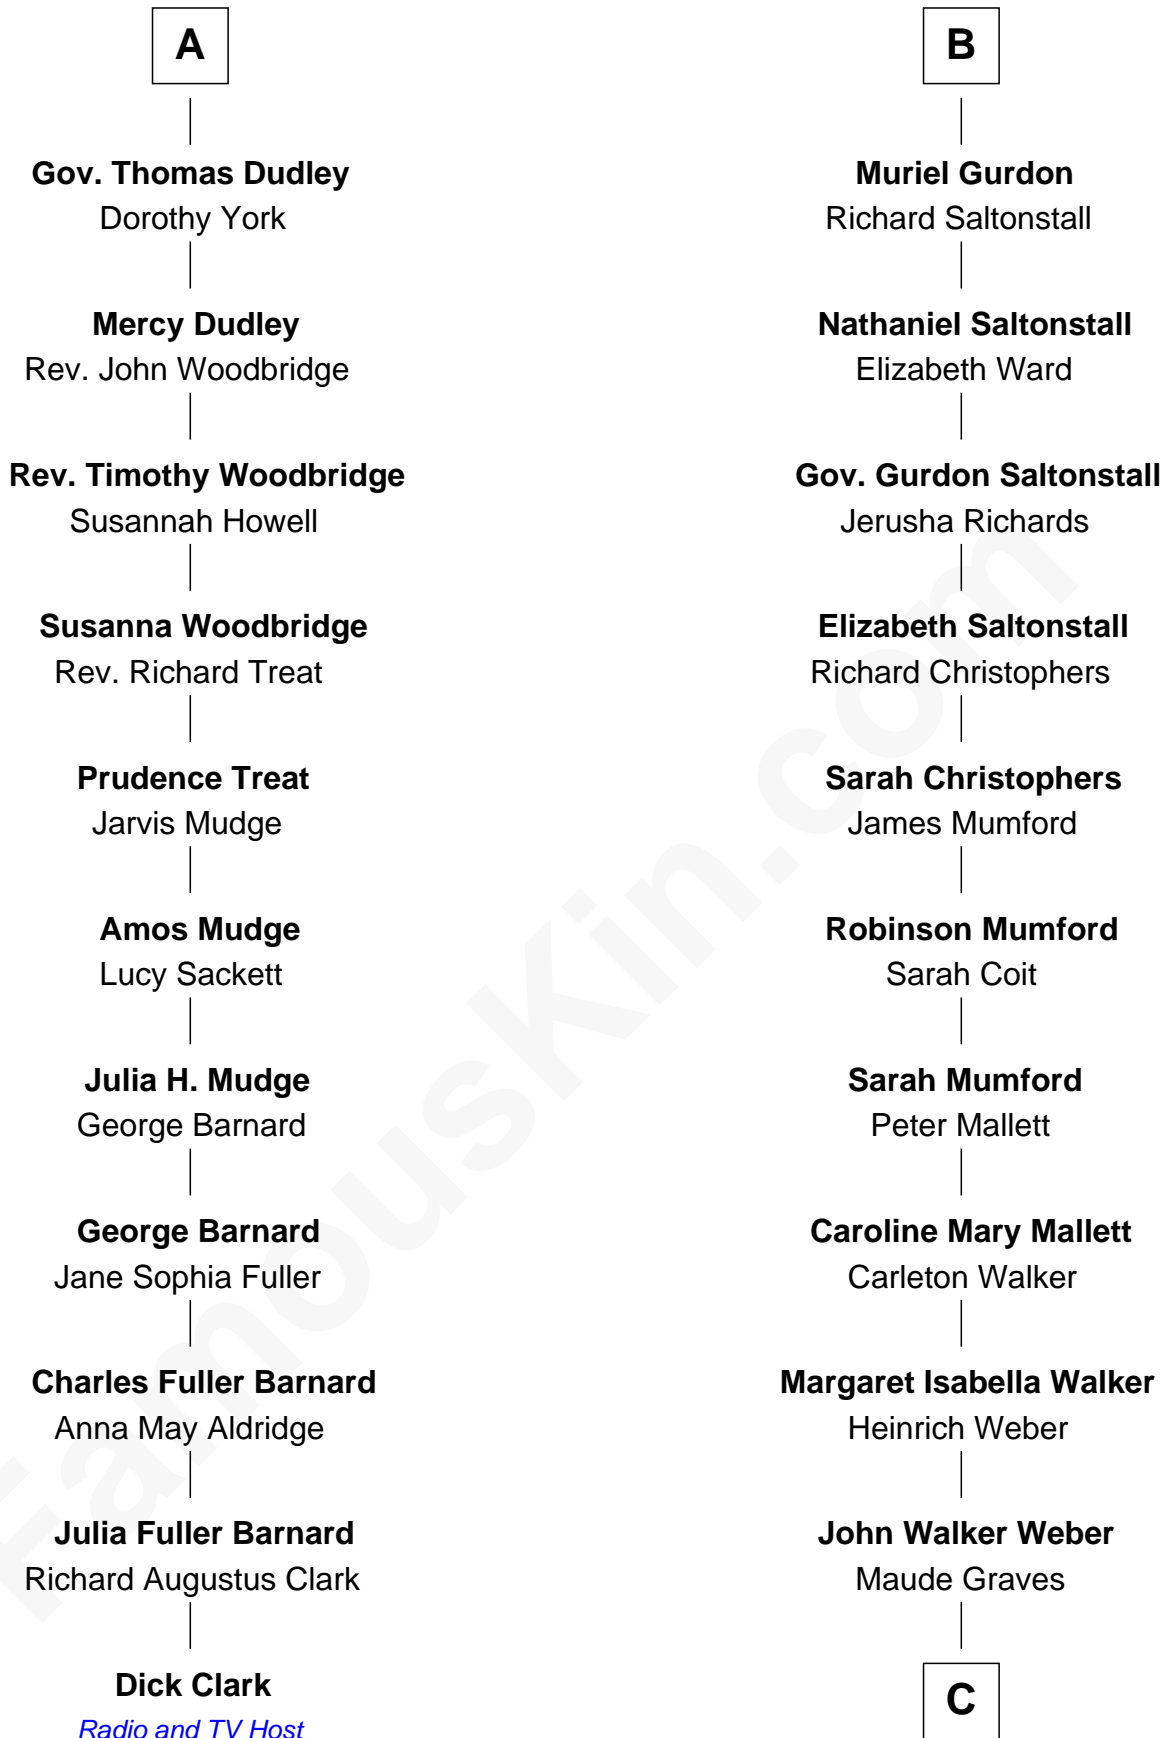 A
Gov. Thomas Dudley
Dorothy York
Mercy Dudley
Rev. John Woodbridge
Rev. Timothy Woodbridge
Susannah Howell
Susanna Woodbridge
Rev. Richard Treat
Prudence Treat
Jarvis Mudge
Amos Mudge
Lucy Sackett
Julia H. Mudge
George Barnard
George Barnard
Jane Sophia Fuller
Charles Fuller Barnard
Anna May Aldridge
Julia Fuller Barnard
Richard Augustus Clark
Dick Clark
Radio and TV Host
B
Muriel Gurdon
Richard Saltonstall
Nathaniel Saltonstall
Elizabeth Ward
Gov. Gurdon Saltonstall
Jerusha Richards
Elizabeth Saltonstall
Richard Christophers
Sarah Christophers
James Mumford
Robinson Mumford
Sarah Coit
Sarah Mumford
Peter Mallett
Caroline Mary Mallett
Carleton Walker
Margaret Isabella Walker
Heinrich Weber
John Walker Weber
Maude Graves
C
FamousKin.com